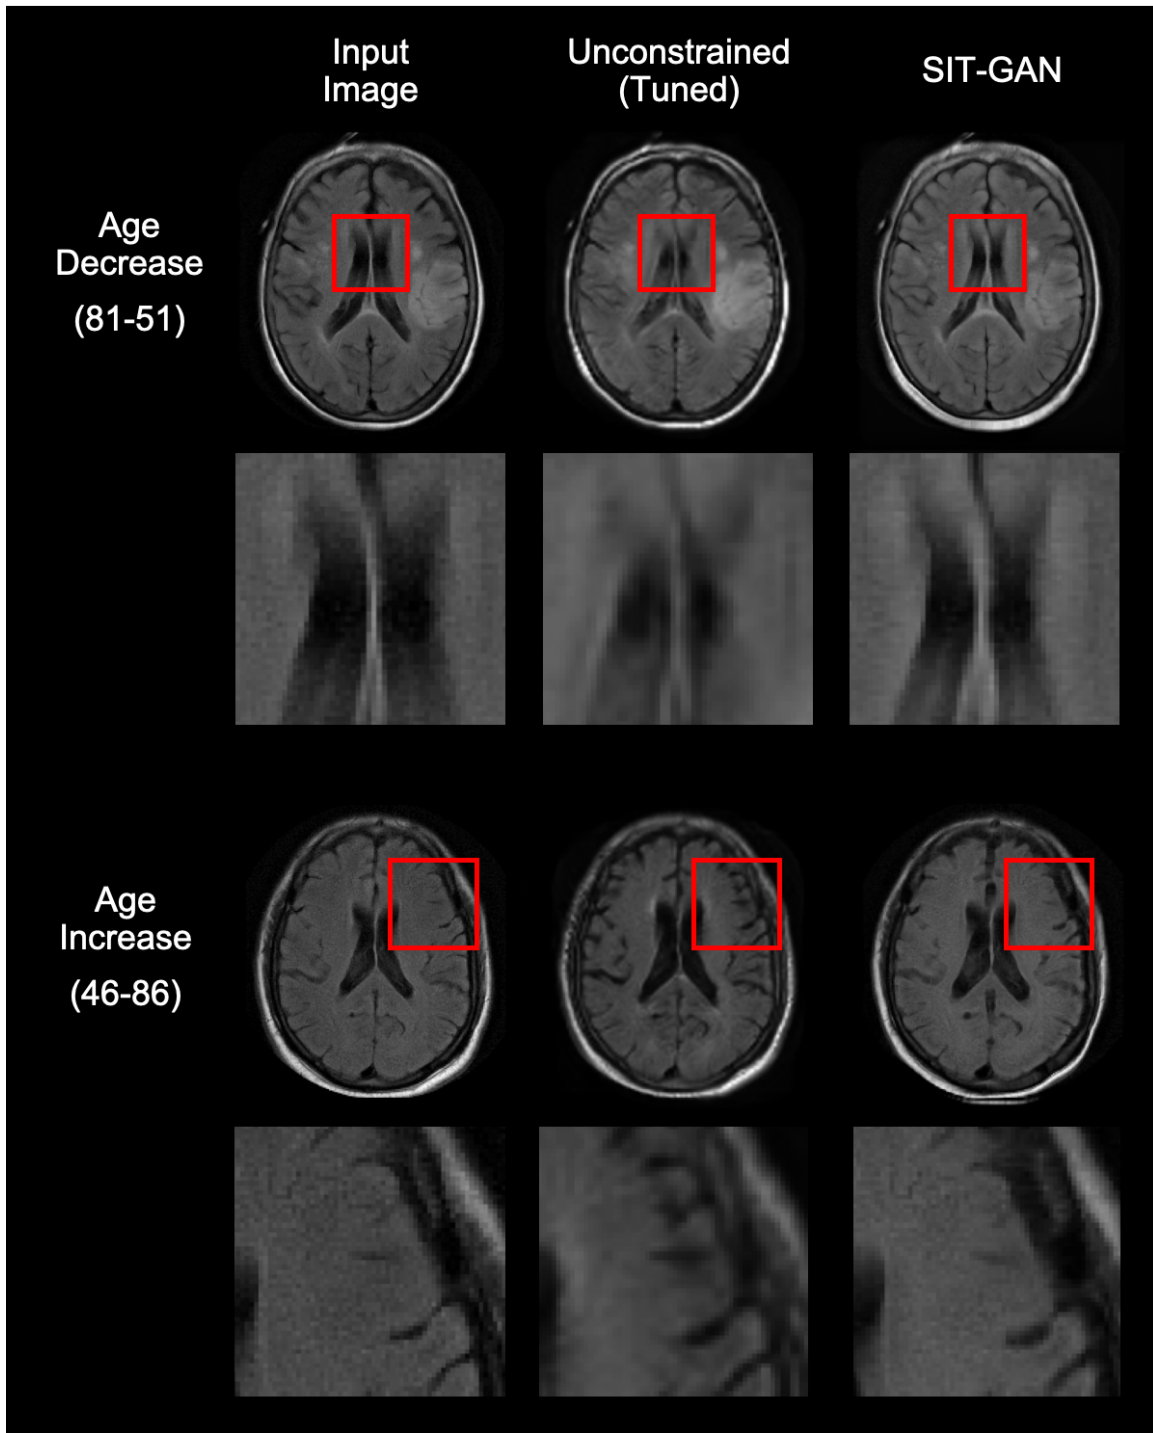 Input
Image
Unconstrained
(Tuned)
SIT-GAN
Age
Decrease
(81-51)
Age
Increase
(46-86)